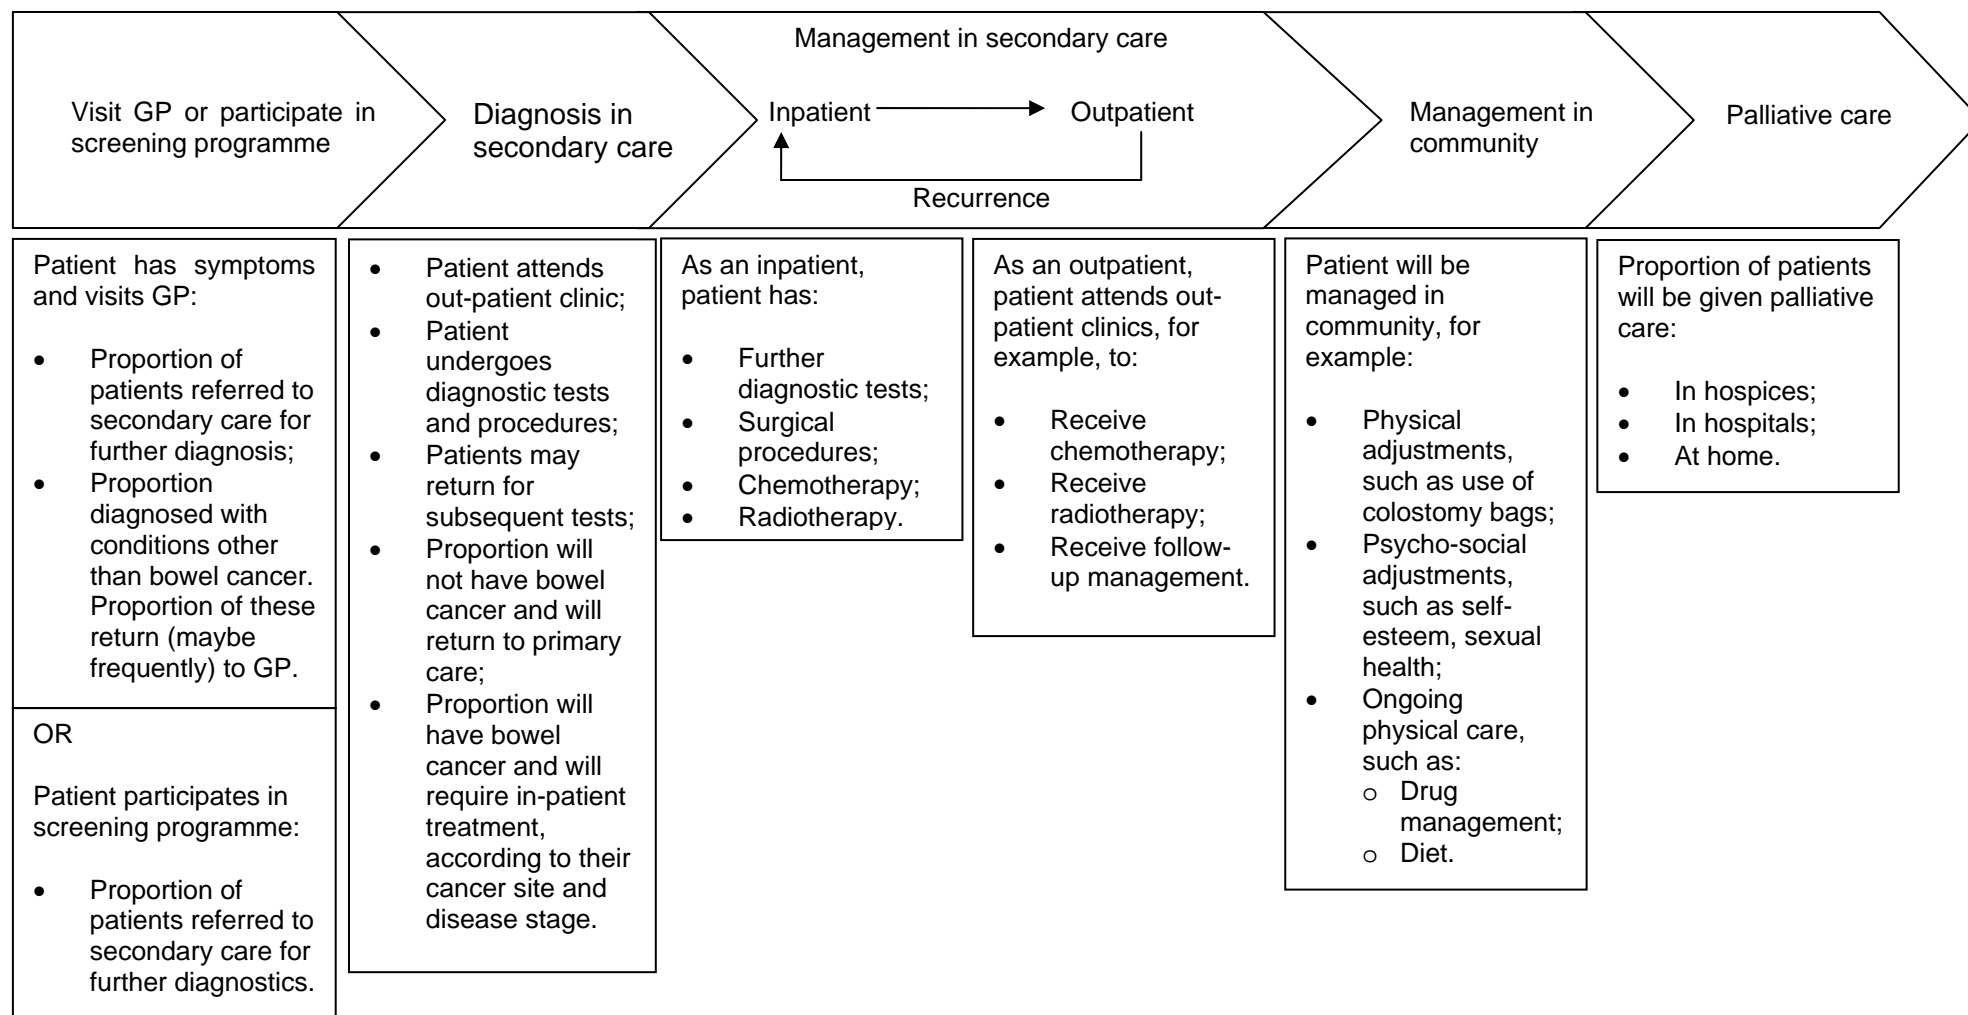 Visit GP or participate in
screening programme
Diagnosis in
secondary care
Management in secondary care
Inpatient
Outpatient
Recurrence
Management in
community
Palliative care
Patient has symptoms
and visits GP:
• Proportion of
patients referred to
secondary care for
further diagnosis;
• Proportion
diagnosed with
conditions other
than bowel cancer.
Proportion of these
return (maybe
frequently) to GP.
OR
Patient participates in
screening programme:
• Proportion of
patients referred to
secondary care for
further diagnostics.
• Patient attends
out-patient clinic;
• Patient
undergoes
diagnostic tests
and procedures;
• Patients may
return for
subsequent tests;
• Proportion will
not have bowel
cancer and will
return to primary
care;
• Proportion will
have bowel
cancer and will
require in-patient
treatment,
according to their
cancer site and
disease stage.
As an inpatient,
patient has:
• Further
diagnostic tests;
• Surgical
procedures;
• Chemotherapy;
• Radiotherapy.
As an outpatient,
patient attends out-
patient clinics, for
example, to:
• Receive
chemotherapy;
• Receive
radiotherapy;
• Receive follow-
up management.
Patient will be
managed in
community, for
example:
• Physical
adjustments,
such as use of
colostomy bags;
• Psycho-social
adjustments,
such as self-
esteem, sexual
health;
• Ongoing
physical care,
such as:
o Drug
management;
o Diet.
Proportion of patients
will be given palliative
care:
• In hospices;
• In hospitals;
• At home.